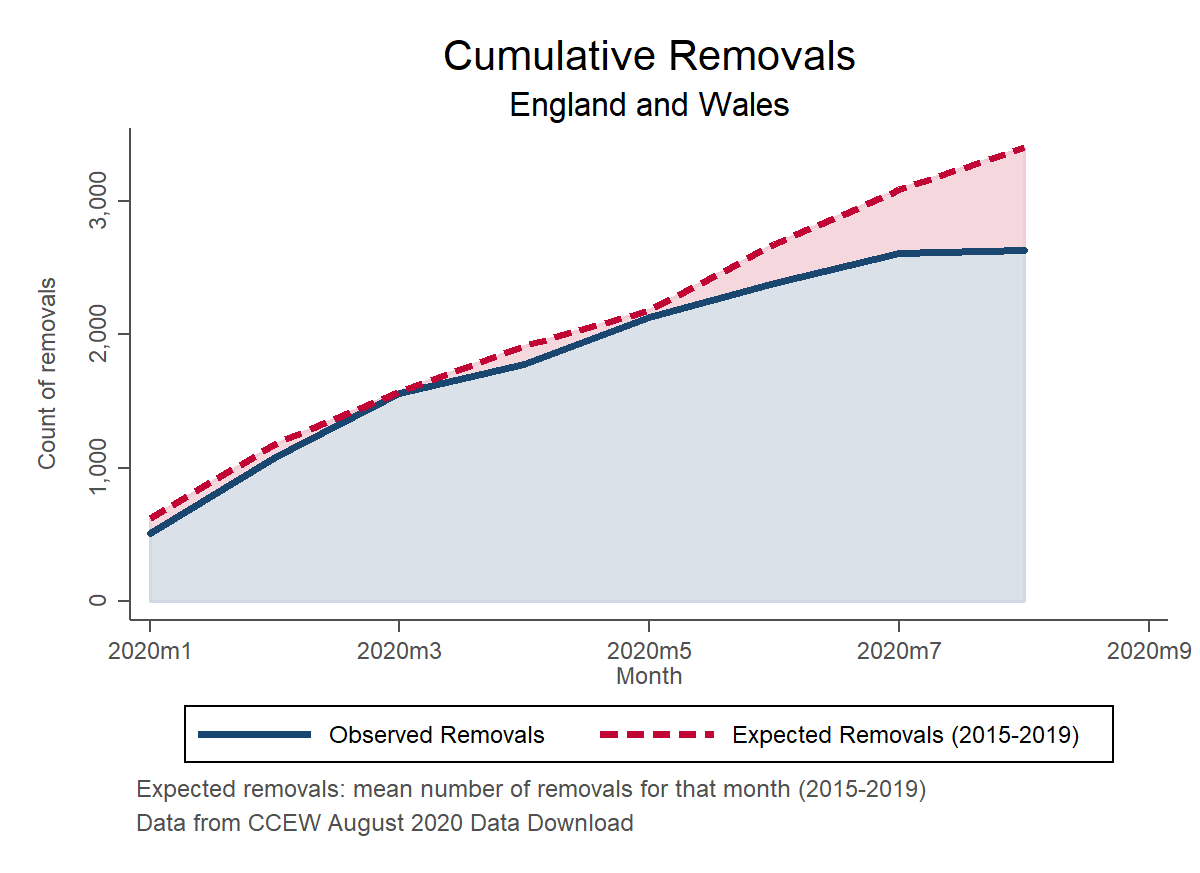 Cumulative Removals
England and Wales
Count of removals
3,000
2,000
1,000
0
2020m1 2020m3 2020m5 2020m7 2020m9
Month
Observed Removals Expected Removals (2015-2019)
Expected removals: mean number of removals for that month (2015-2019)
Data from CCEW August 2020 Data Download